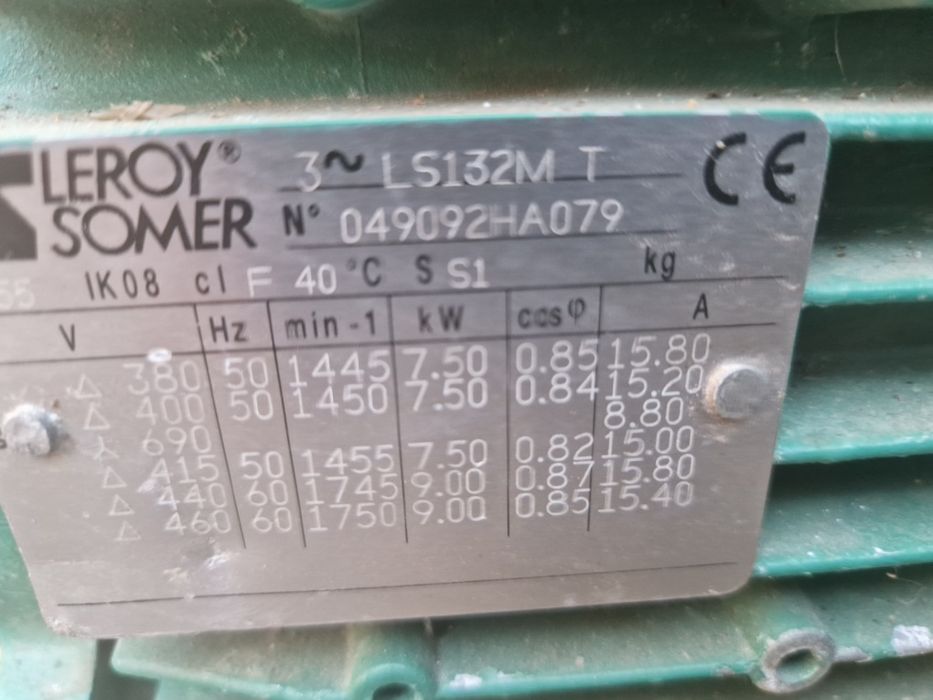 LEROY®
SOMER
3~ LS132M T
N° 049092HA079
CE
55 IK08 cl F 40 °C S S1 kg
V Hz min-1 kW cosφ A
Δ 380 50 1445 7.50 0.85 15.80
Δ 400 50 1450 7.50 0.84 15.20
⅄ 690 8.80
Δ 415 50 1455 7.50 0.82 15.00
Δ 440 60 1745 9.00 0.87 15.80
Δ 460 60 1750 9.00 0.85 15.40